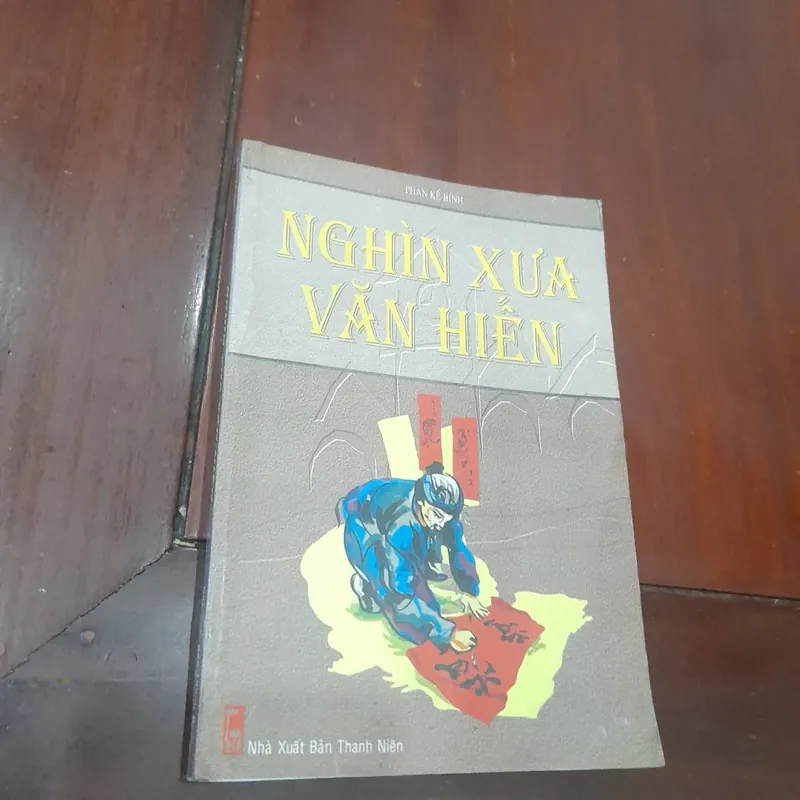 PHAN KẾ BÍNH
NGHÌN XƯA
VĂN HIẾN
Nhà Xuất Bản Thanh Niên